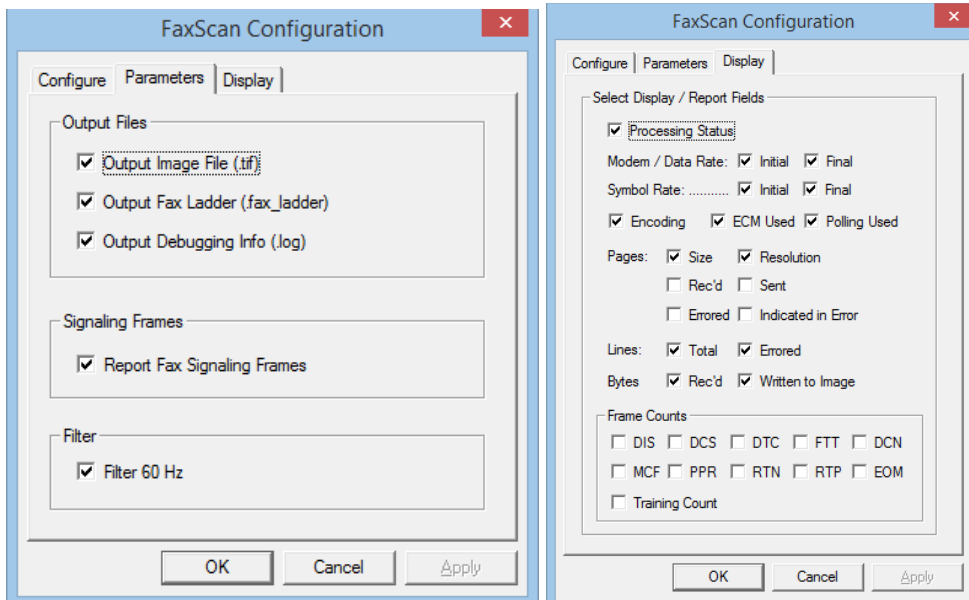 FaxScan Configuration
Configure Parameters Display
Output Files
Output Image File (.tif)
Output Fax Ladder (.fax_ladder)
Output Debugging Info (.log)
Signaling Frames
Report Fax Signaling Frames
Filter
Filter 60 Hz
OK Cancel Apply
FaxScan Configuration
Configure Parameters Display
Select Display / Report Fields
Processing Status
Modem / Data Rate: Initial Final
Symbol Rate: .......... Initial Final
Encoding ECM Used Polling Used
Pages: Size Resolution
Rec'd Sent
Errored Indicated in Error
Lines: Total Errored
Bytes Rec'd Written to Image
Frame Counts
DIS DCS DTC FTT DCN
MCF PPR RTN RTP EOM
Training Count
OK Cancel Apply